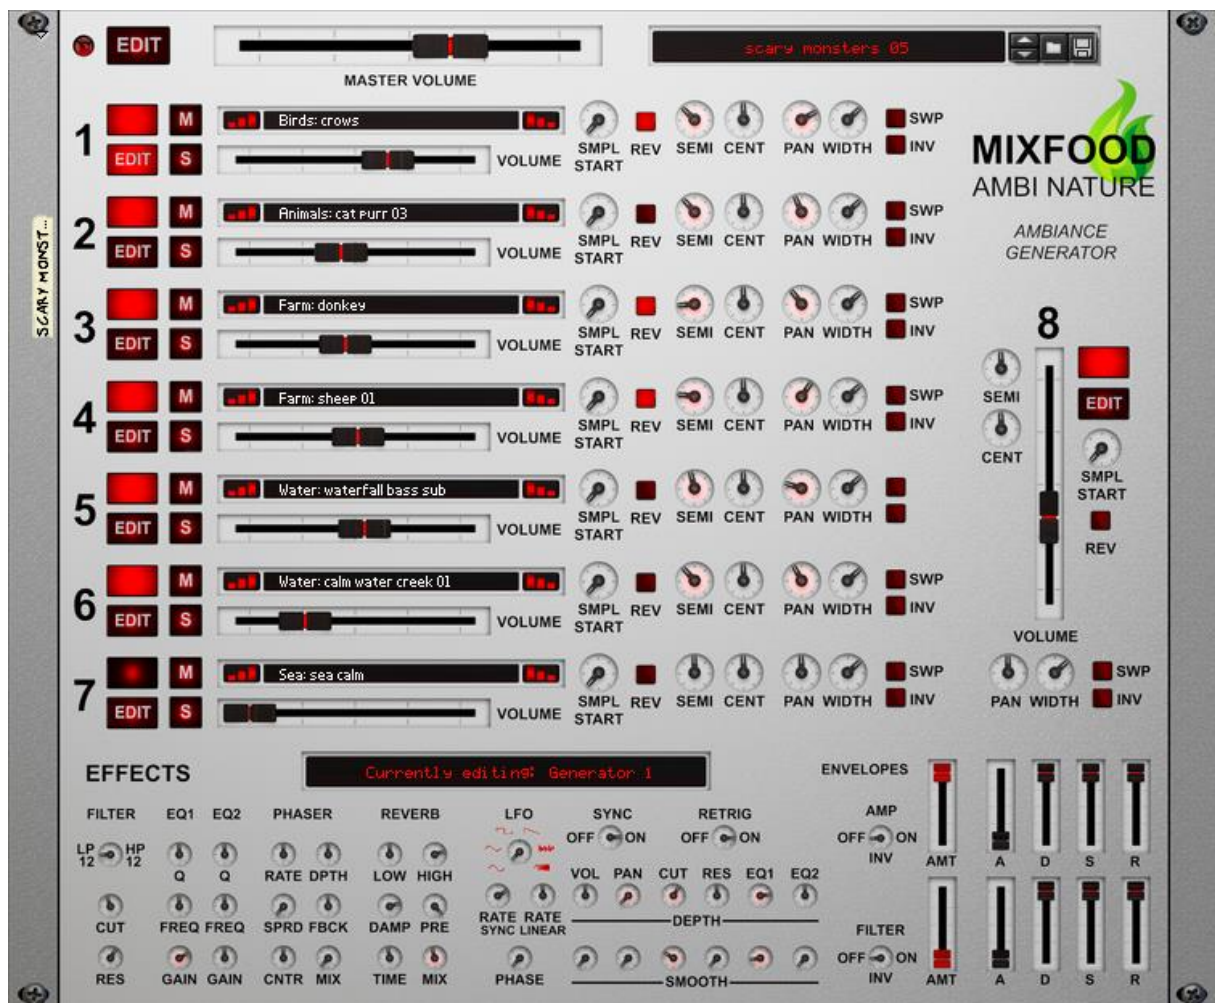 EDIT
MASTER VOLUME
scary monsters 05
1 M Birds: crows
EDIT S VOLUME
SMPL START REV SEMI CENT PAN WIDTH SWP INV
MIXFOOD
AMBI NATURE
AMBIANCE
GENERATOR
SCARY MONST...
2 M Animals: cat purr 03
EDIT S VOLUME
SMPL START REV SEMI CENT PAN WIDTH SWP INV
3 M Farm: donkey
EDIT S VOLUME
SMPL START REV SEMI CENT PAN WIDTH SWP INV
4 M Farm: sheep 01
EDIT S VOLUME
SMPL START REV SEMI CENT PAN WIDTH SWP INV
5 M Water: waterfall bass sub
EDIT S VOLUME
SMPL START REV SEMI CENT PAN WIDTH
6 M Water: calm water creek 01
EDIT S VOLUME
SMPL START REV SEMI CENT PAN WIDTH SWP INV
7 M Sea: sea calm
EDIT S VOLUME
SMPL START REV SEMI CENT PAN WIDTH SWP INV
8
SEMI
EDIT
CENT
SMPL
START
REV
VOLUME
PAN WIDTH SWP INV
EFFECTS
Currently editing: Generator 1
FILTER EQ1 EQ2 PHASER REVERB
LP 12 HP 12 Q Q RATE DPTH LOW HIGH
CUT FREQ FREQ SPRD FBCK DAMP PRE
RES GAIN GAIN CNTR MIX TIME MIX
LFO SYNC RETRIG
OFF ON OFF ON
VOL PAN CUT RES EQ1 EQ2
RATE SYNC RATE LINEAR DEPTH
PHASE SMOOTH
ENVELOPES
AMP
OFF ON
INV
AMT A D S R
FILTER
OFF ON
INV
AMT A D S R